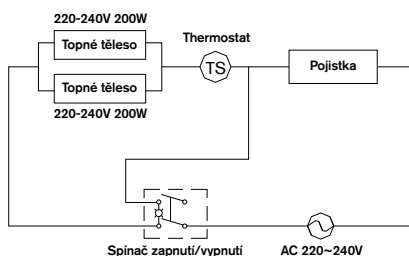 220-240V 200W
Topné těleso
Topné těleso
220-240V 200W
Thermostat
TS
Pojistka
Spínač zapnutí/vypnutí
AC 220~240V